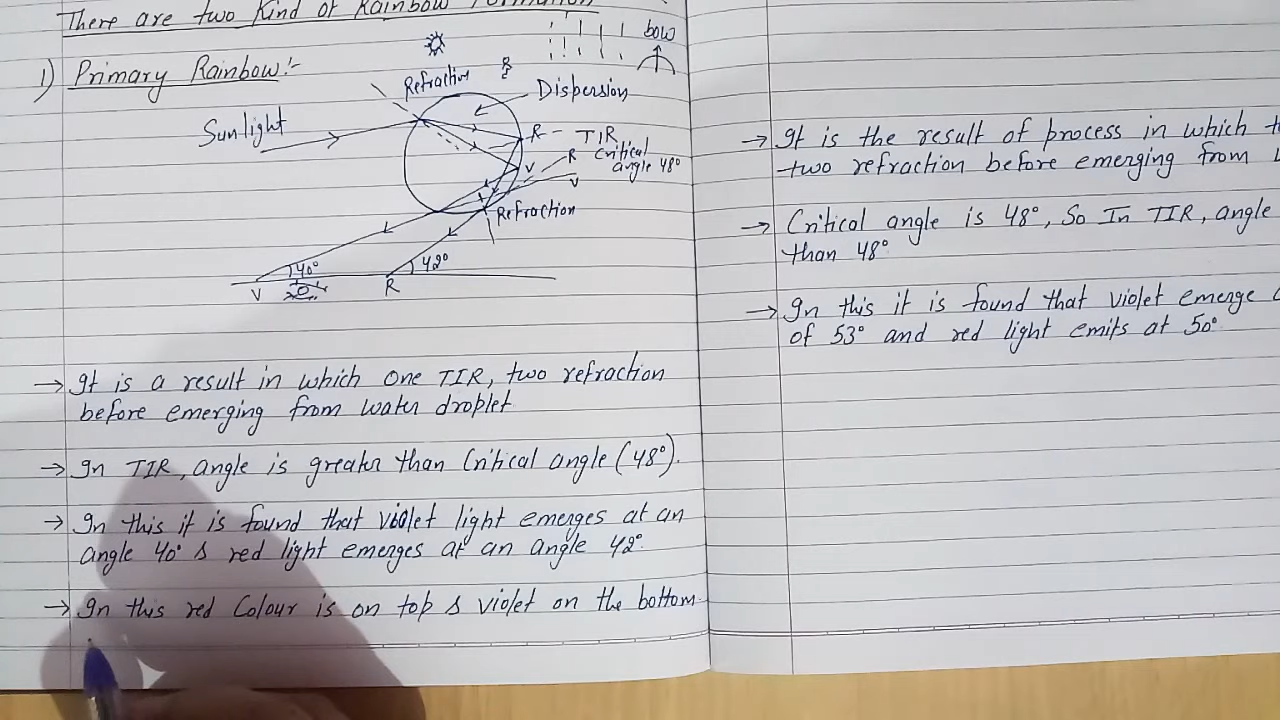 There are two Kind of Rainbow Formation
1) Primary Rainbow:-
bow
Refraction
Dispersion
Sunlight
R - TIR
Critical
angle 48°
R
V
V
Refraction
40°
42°
V
R
→ It is a result in which One TIR, two refraction
before emerging from water droplet
→ In TIR, angle is greater than Critical angle (48°).
→ In this it is found that violet light emerges at an
angle 40° & red light emerges at an angle 42°.
→ In this red Colour is on top & violet on the bottom
→ It is the result of process in which
two refraction before emerging from
→ Critical angle is 48°, So In TIR, angle
than 48°
→ In this it is found that violet emerge
of 53° and red light emits at 50°